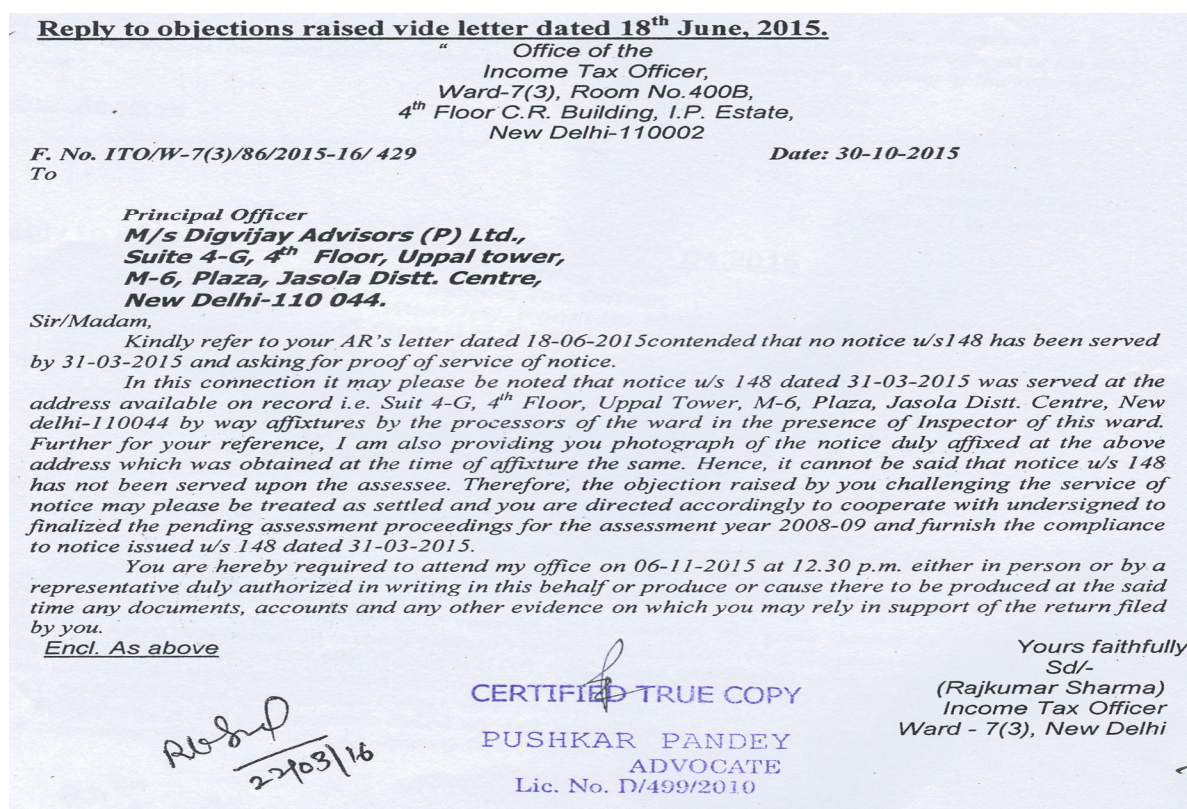 Reply to objections raised vide letter dated 18th June, 2015.
“ Office of the
Income Tax Officer,
Ward-7(3), Room No.400B,
4th Floor C.R. Building, I.P. Estate,
New Delhi-110002
F. No. ITO/W-7(3)/86/2015-16/ 429 Date: 30-10-2015
To
Principal Officer
M/s Digvijay Advisors (P) Ltd.,
Suite 4-G, 4th Floor, Uppal tower,
M-6, Plaza, Jasola Distt. Centre,
New Delhi-110 044.
Sir/Madam,
Kindly refer to your AR's letter dated 18-06-2015contended that no notice u/s148 has been served
by 31-03-2015 and asking for proof of service of notice.
In this connection it may please be noted that notice u/s 148 dated 31-03-2015 was served at the
address available on record i.e. Suit 4-G, 4th Floor, Uppal Tower, M-6, Plaza, Jasola Distt. Centre, New
delhi-110044 by way affixtures by the processors of the ward in the presence of Inspector of this ward.
Further for your reference, I am also providing you photograph of the notice duly affixed at the above
address which was obtained at the time of affixture the same. Hence, it cannot be said that notice u/s 148
has not been served upon the assessee. Therefore, the objection raised by you challenging the service of
notice may please be treated as settled and you are directed accordingly to cooperate with undersigned to
finalized the pending assessment proceedings for the assessment year 2008-09 and furnish the compliance
to notice issued u/s 148 dated 31-03-2015.
You are hereby required to attend my office on 06-11-2015 at 12.30 p.m. either in person or by a
representative duly authorized in writing in this behalf or produce or cause there to be produced at the said
time any documents, accounts and any other evidence on which you may rely in support of the return filed
by you.
Encl. As above
Yours faithfully
Sd/-
(Rajkumar Sharma)
Income Tax Officer
Ward - 7(3), New Delhi
CERTIFIED TRUE COPY
PUSHKAR PANDEY
ADVOCATE
Lic. No. D/499/2010
22/03/16